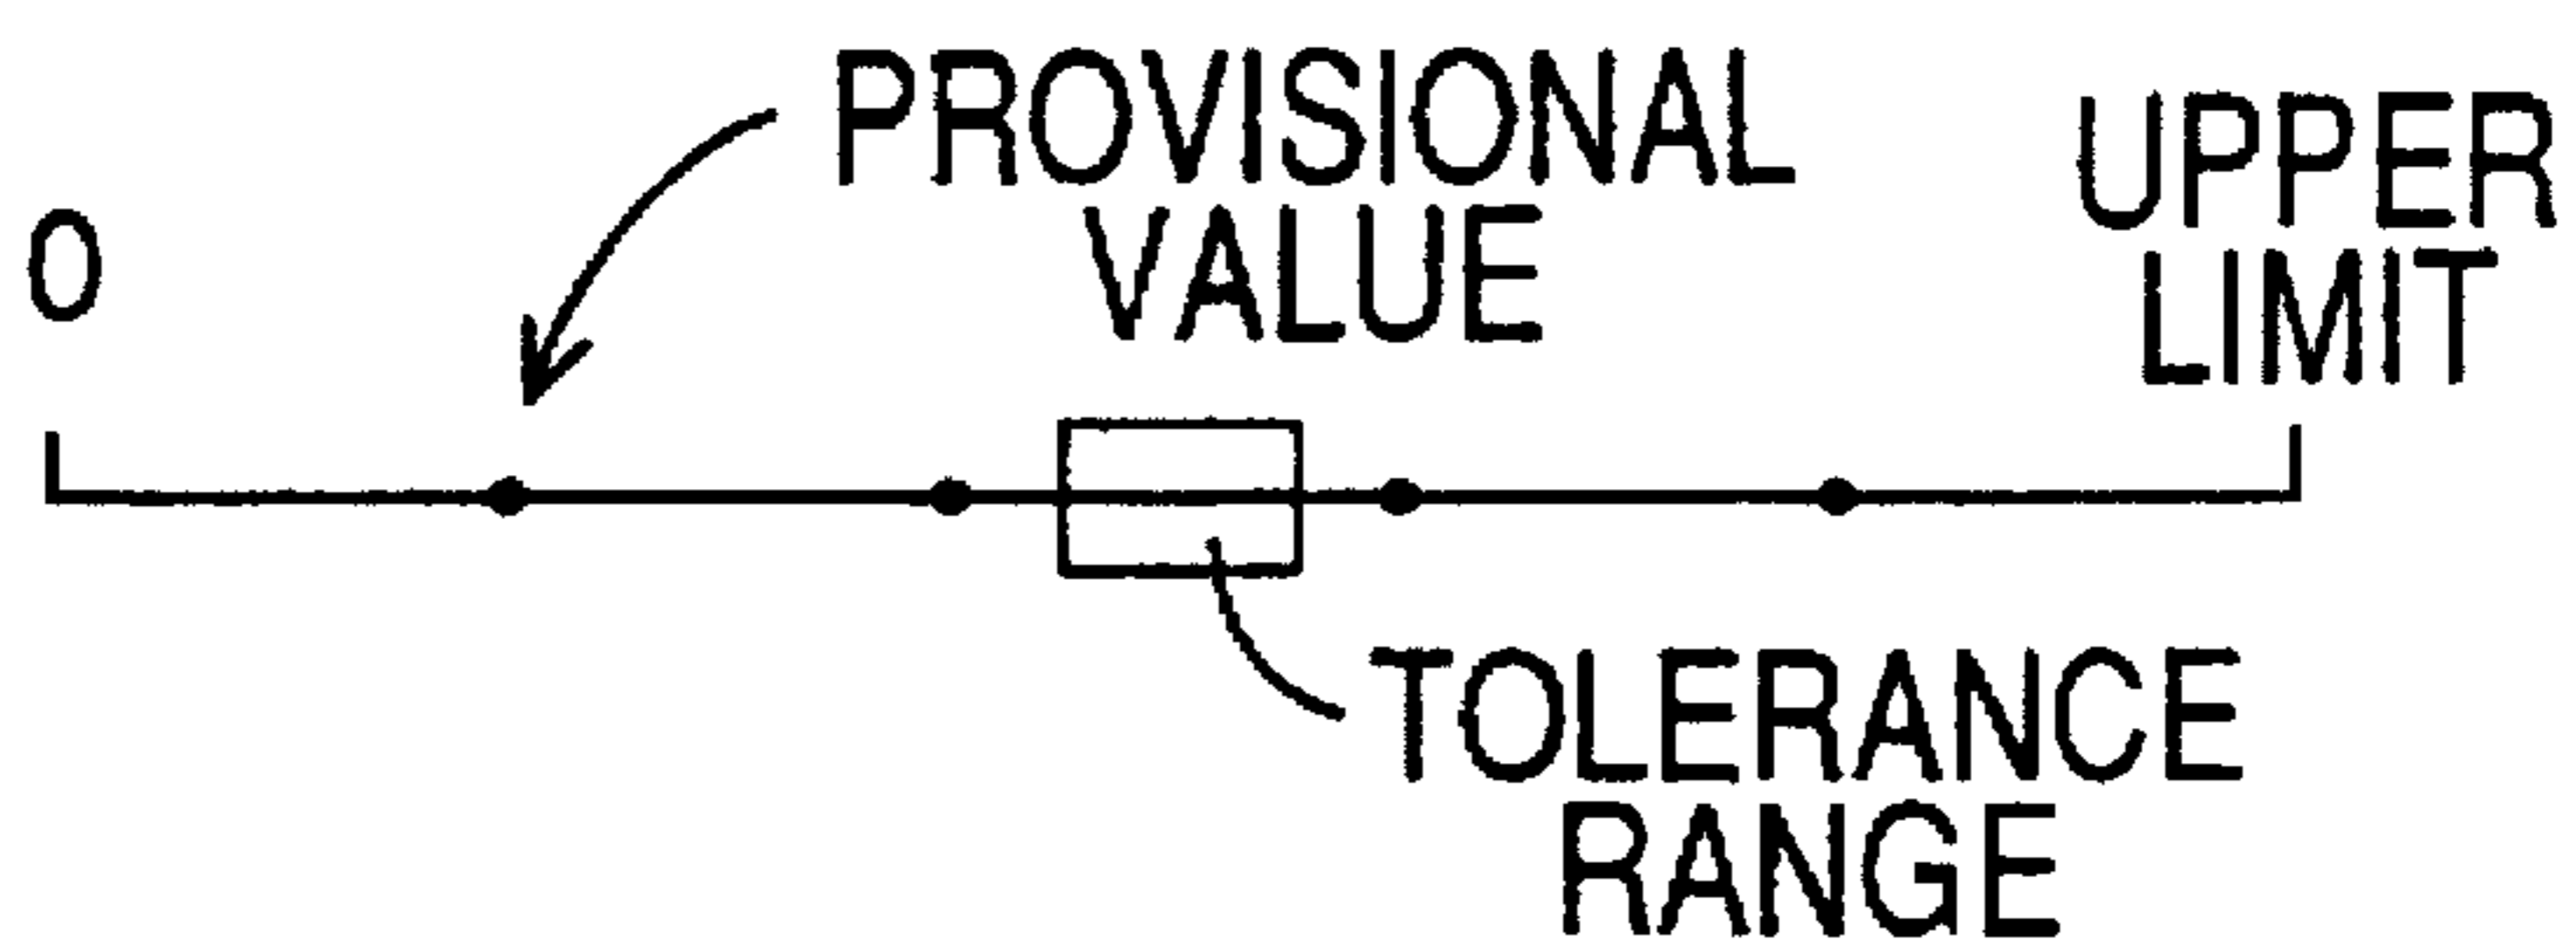 0
PROVISIONAL
VALUE
UPPER
LIMIT
TOLERANCE
RANGE